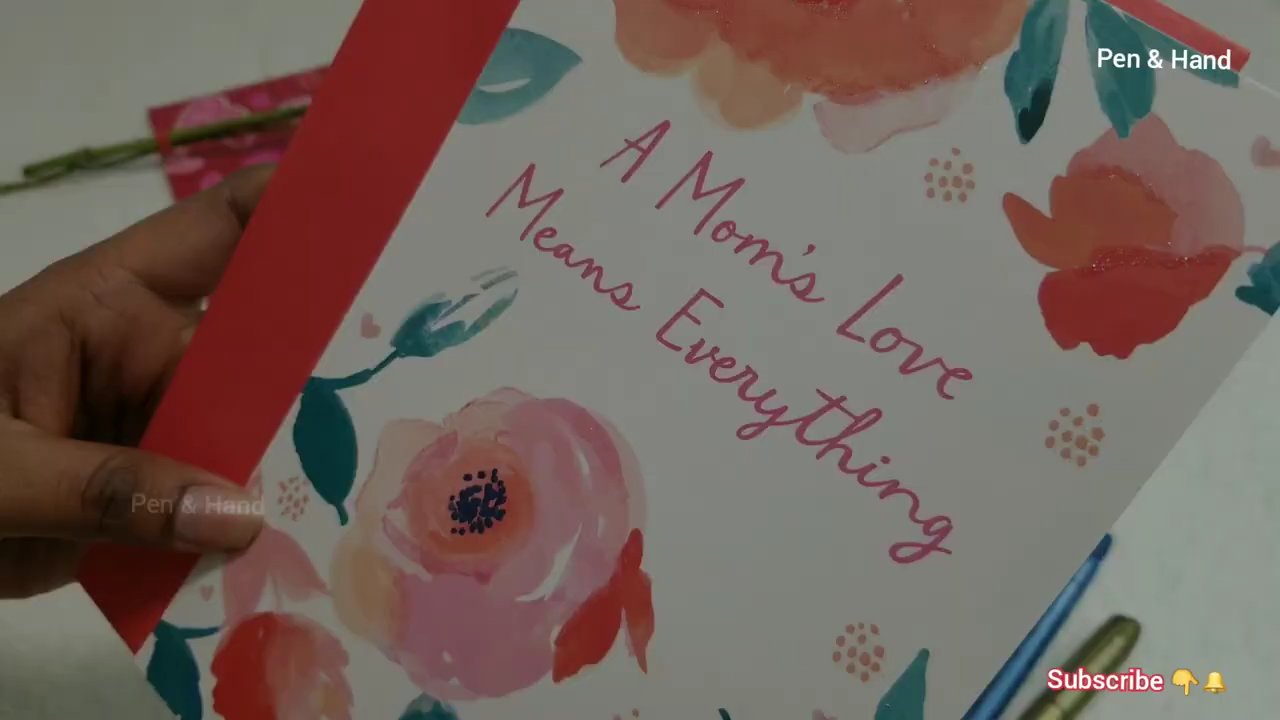 Pen & Hand
A Mom's Love
Means Everything
Pen & Hand
Subscribe 👇🔔